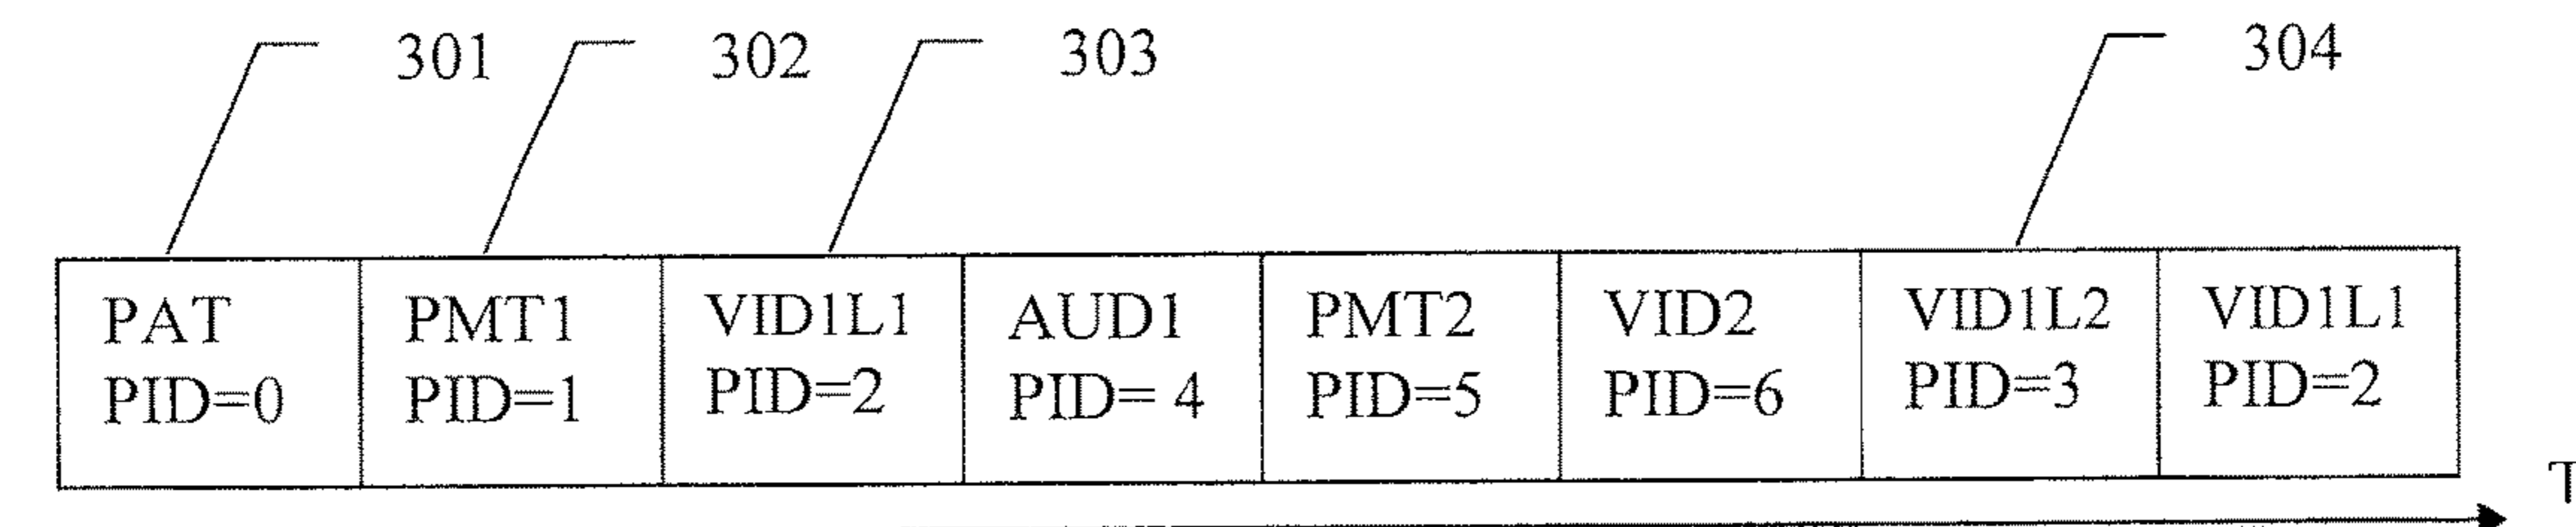 301 302 303 304
PAT PMT1 VID1L1 AUD1 PMT2 VID2 VID1L2 VID1L1
PID=0 PID=1 PID=2 PID= 4 PID=5 PID=6 PID=3 PID=2
T